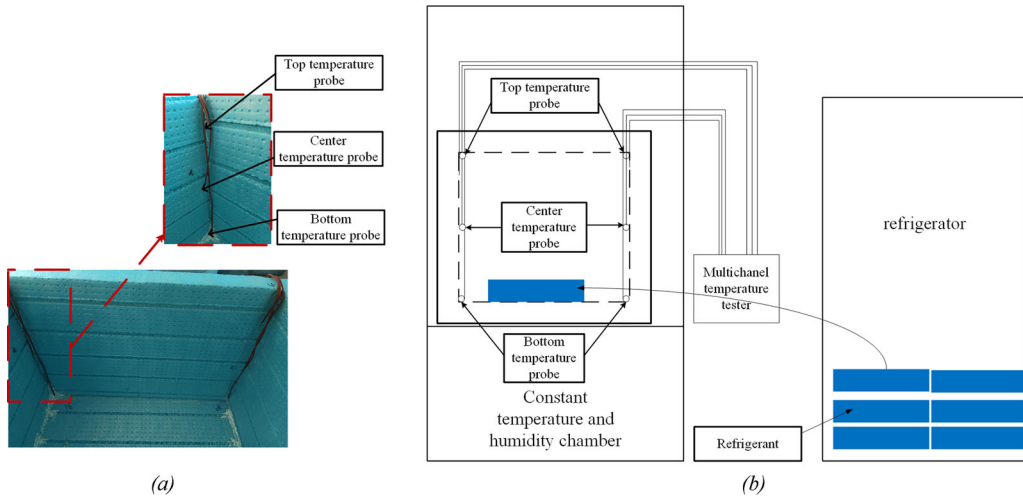 Top temperature
probe
Center
temperature probe
Bottom
temperature probe
(a)
Top temperature
probe
Center
temperature
probe
Bottom
temperature
probe
Constant
temperature and
humidity chamber
Multichanel
temperature
tester
refrigerator
Refrigerant
(b)